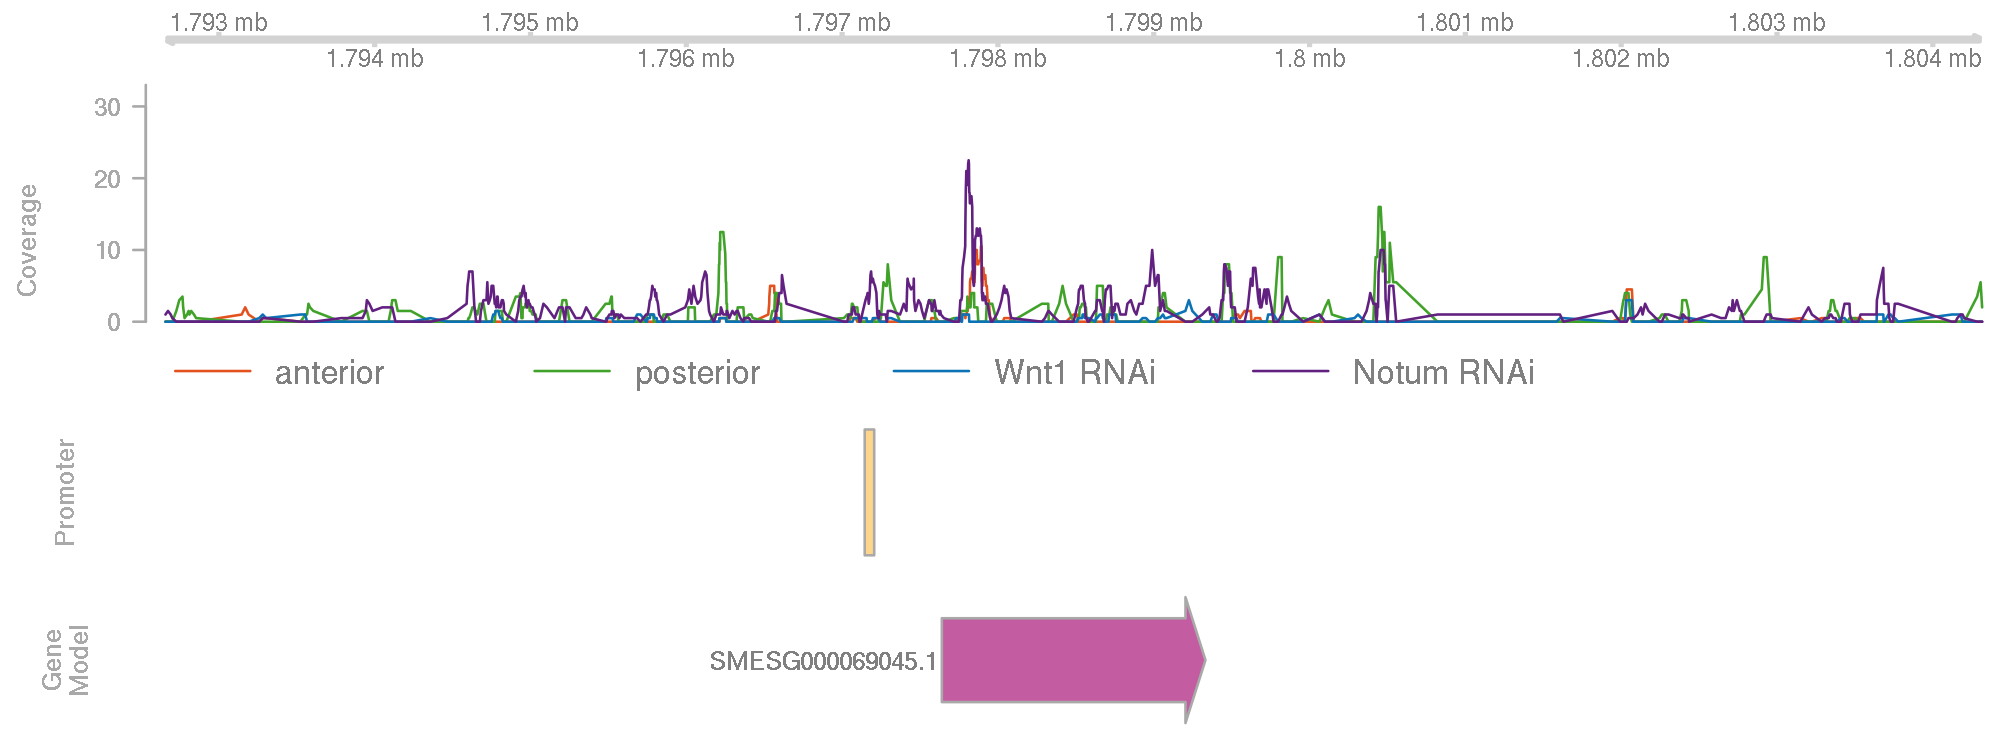 1.793 mb 1.795 mb 1.797 mb 1.799 mb 1.801 mb 1.803 mb
1.794 mb 1.796 mb 1.798 mb 1.8 mb 1.802 mb 1.804 mb
30
20
10
0
Coverage
anterior posterior Wnt1 RNAi Notum RNAi
Promoter
Gene
Model
SMESG000069045.1